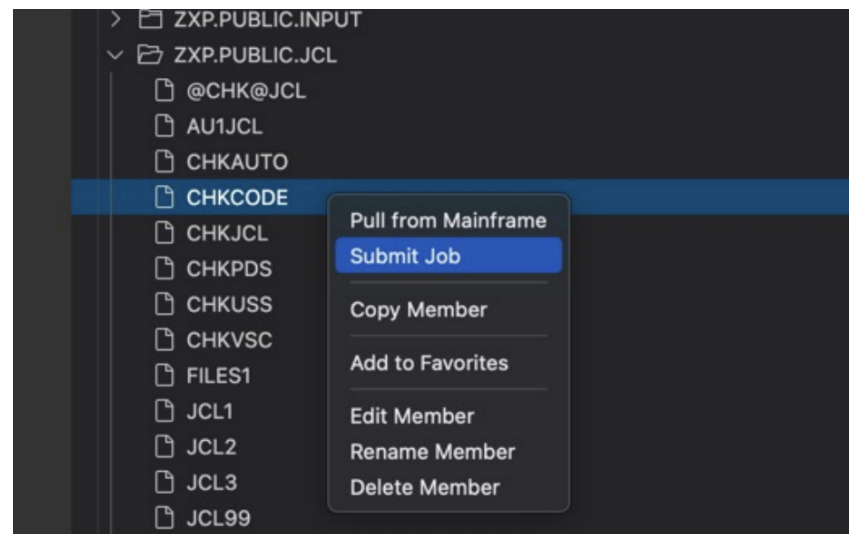 ZXP.PUBLIC.INPUT
ZXP.PUBLIC.JCL
@CHK@JCL
AU1JCL
CHKAUTO
CHKCODE
CHKJCL
CHKPDS
CHKUSS
CHKVSC
FILES1
JCL1
JCL2
JCL3
JCL99
Pull from Mainframe
Submit Job
Copy Member
Add to Favorites
Edit Member
Rename Member
Delete Member